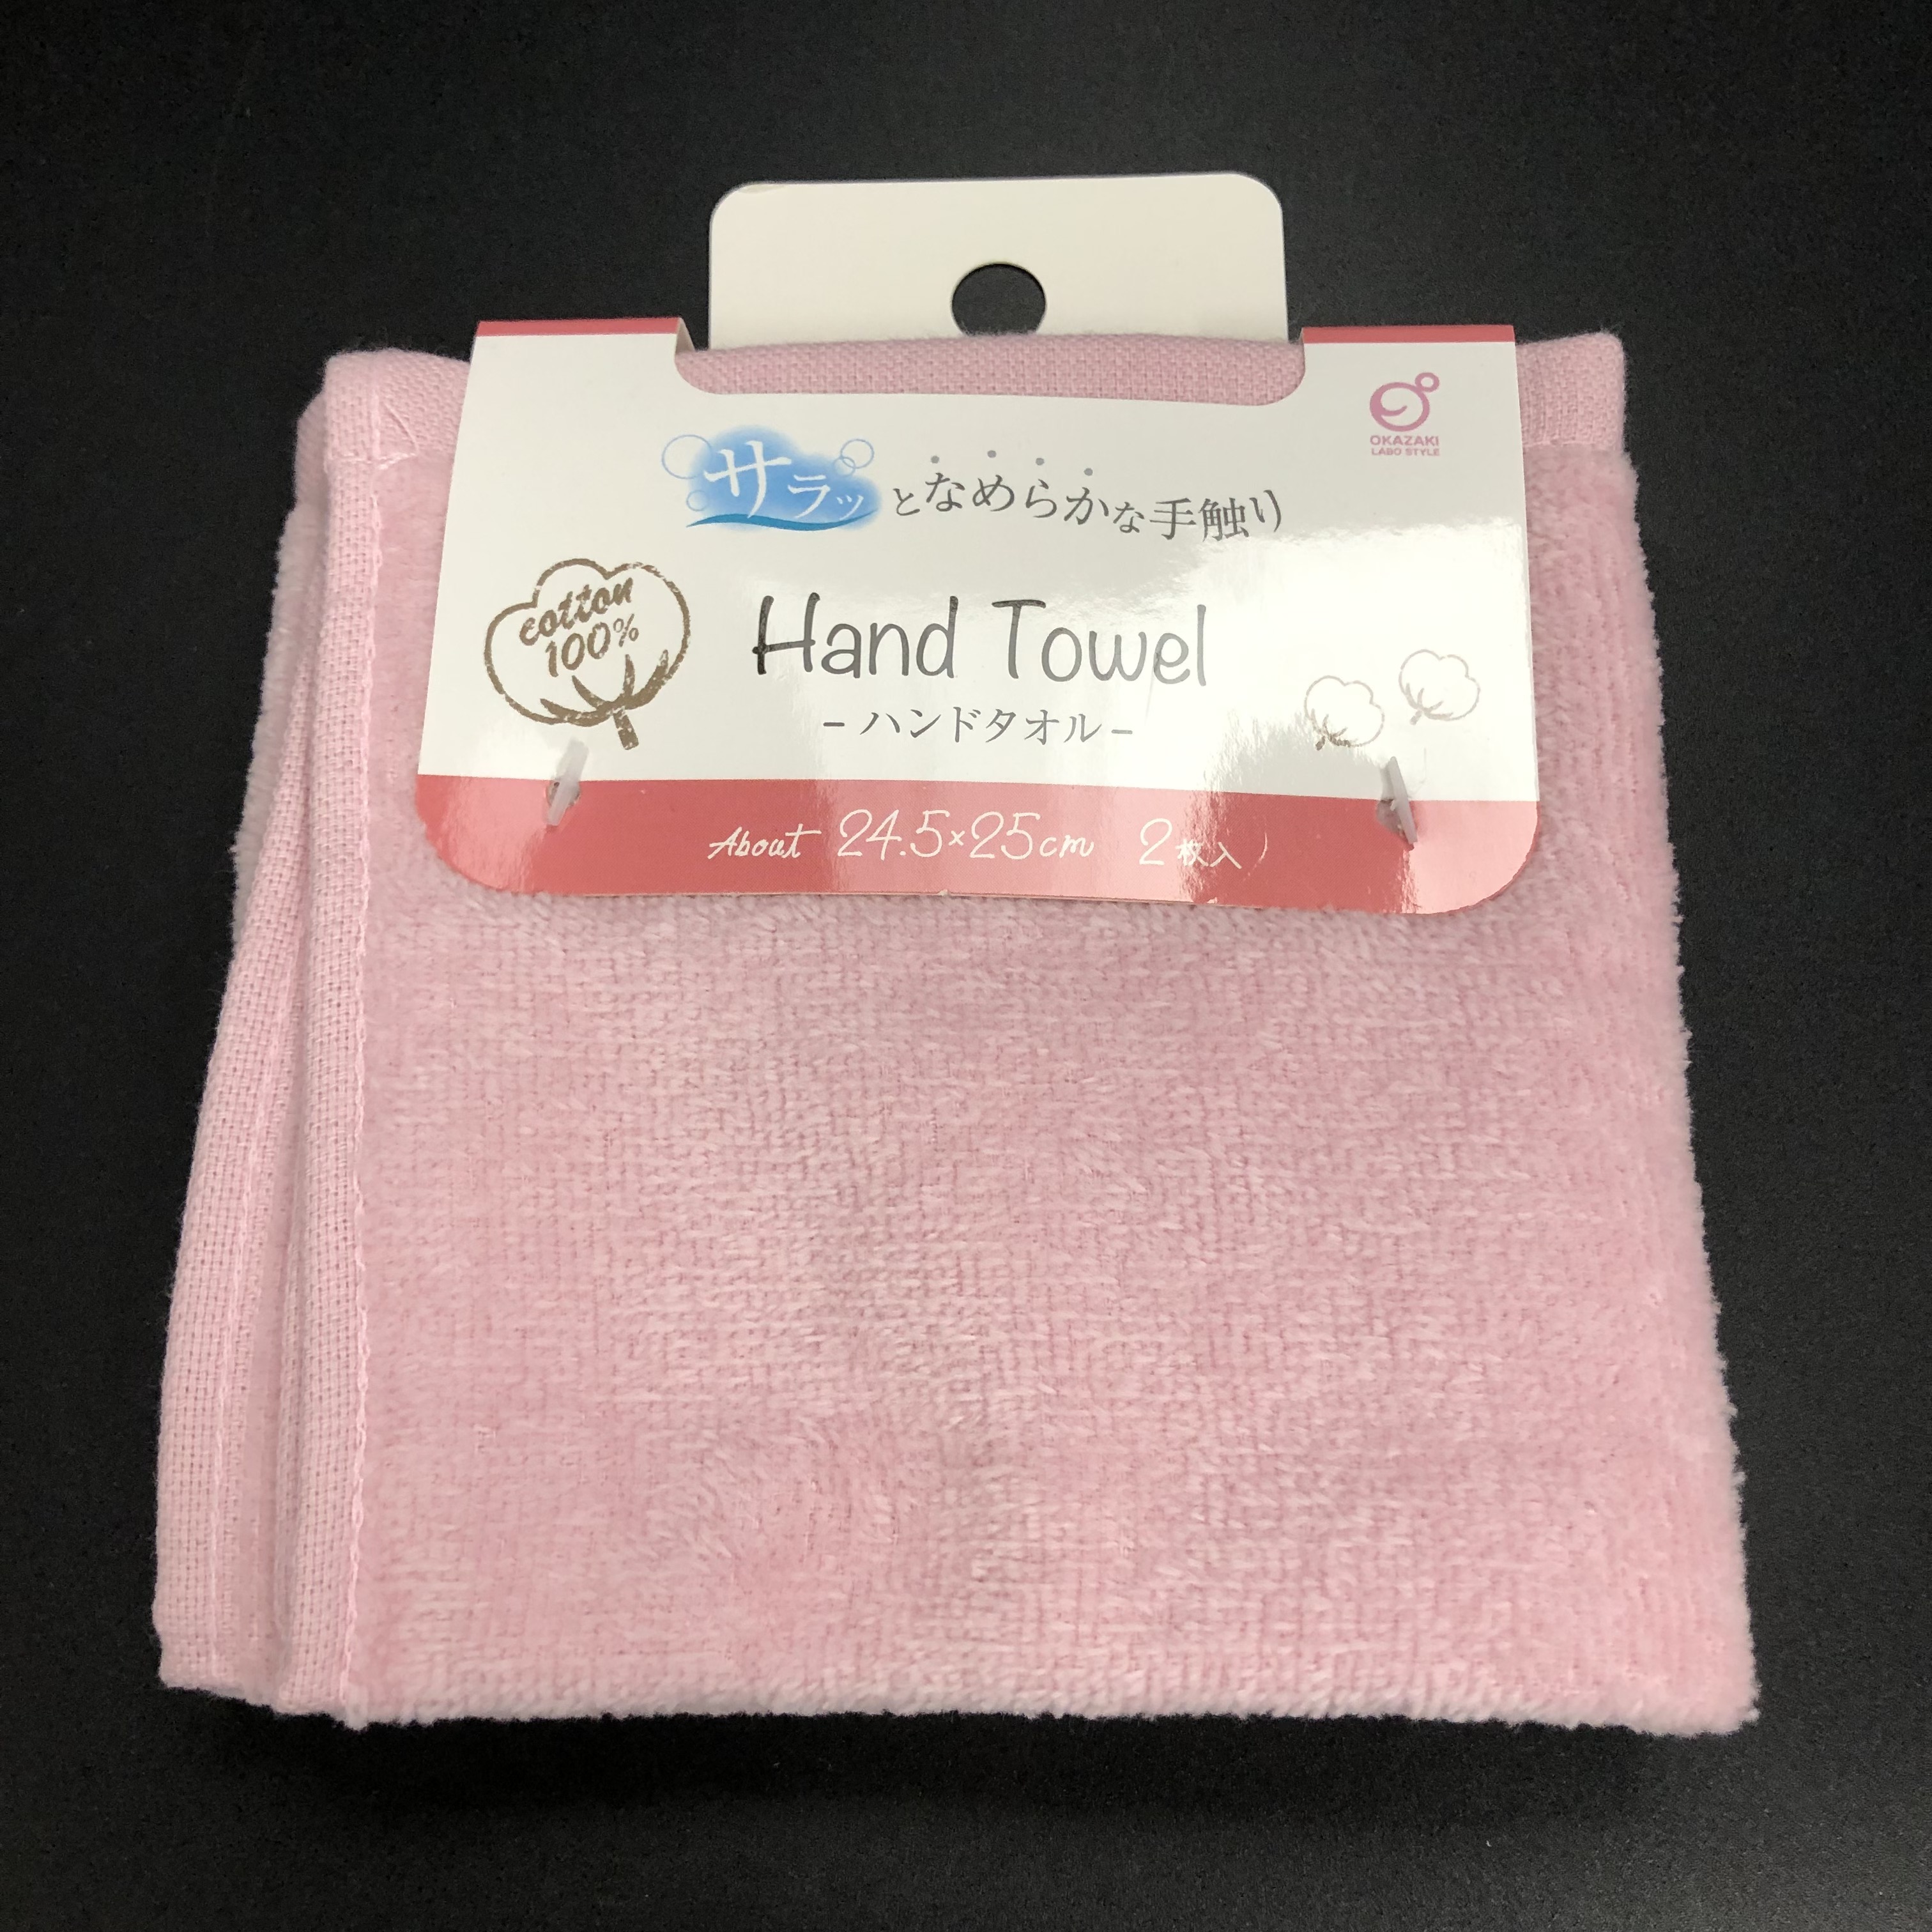 OKAZAKI
LABO STYLE
サラッとなめらかな手触り
cotton
100%
Hand Towel
-ハンドタオル-
About 24.5×25cm 2枚入